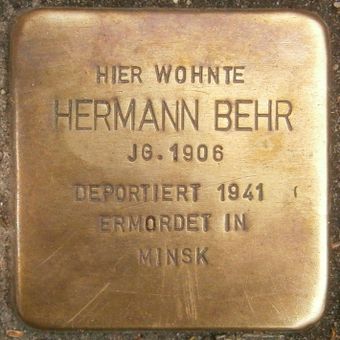 HIER WOHNTE
HERMANN BEHR
JG. 1906
DEPORTIERT 1941
ERMORDET IN
MINSK